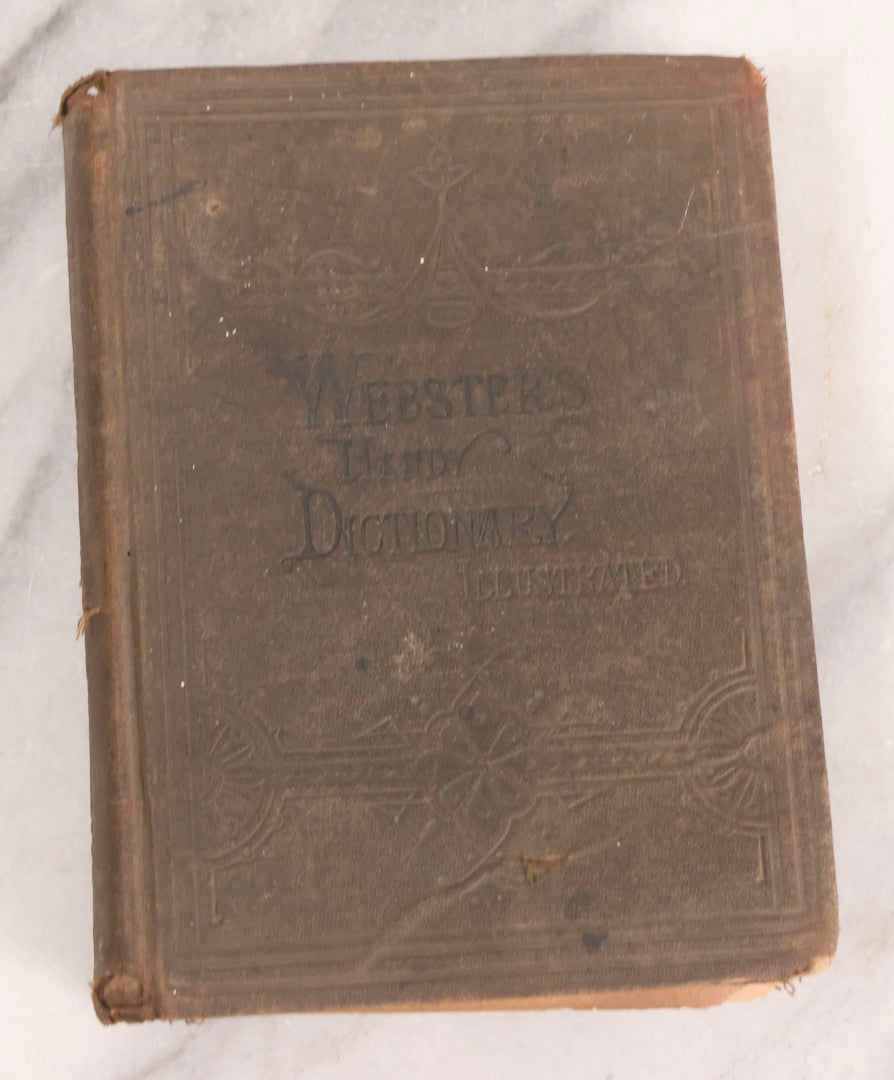 WEBSTER'S
HANDY
DICTIONARY
ILLUSTRATED.